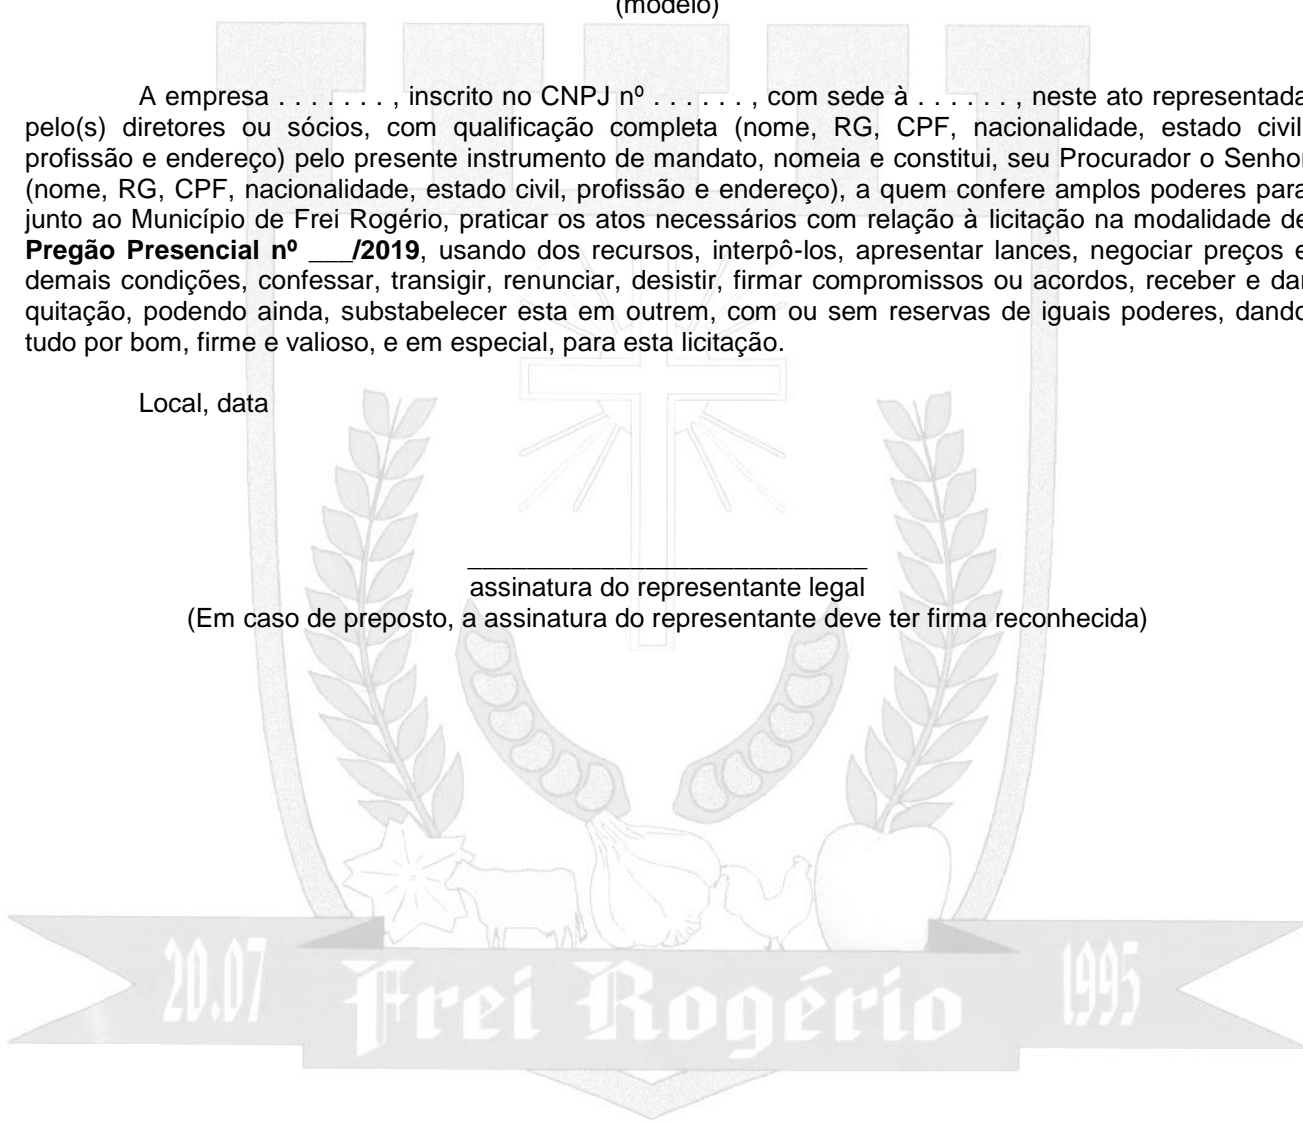 (modelo)
A empresa . . . . . . . , inscrito no CNPJ nº . . . . . . , com sede à . . . . . . , neste ato representada
pelo(s) diretores ou sócios, com qualificação completa (nome, RG, CPF, nacionalidade, estado civil
profissão e endereço) pelo presente instrumento de mandato, nomeia e constitui, seu Procurador o Senhor
(nome, RG, CPF, nacionalidade, estado civil, profissão e endereço), a quem confere amplos poderes para
junto ao Município de Frei Rogério, praticar os atos necessários com relação à licitação na modalidade de
Pregão Presencial nº ___/2019, usando dos recursos, interpô-los, apresentar lances, negociar preços e
demais condições, confessar, transigir, renunciar, desistir, firmar compromissos ou acordos, receber e dar
quitação, podendo ainda, substabelecer esta em outrem, com ou sem reservas de iguais poderes, dando
tudo por bom, firme e valioso, e em especial, para esta licitação.
Local, data
____________________________
assinatura do representante legal
(Em caso de preposto, a assinatura do representante deve ter firma reconhecida)
20.07 Frei Rogério 1995